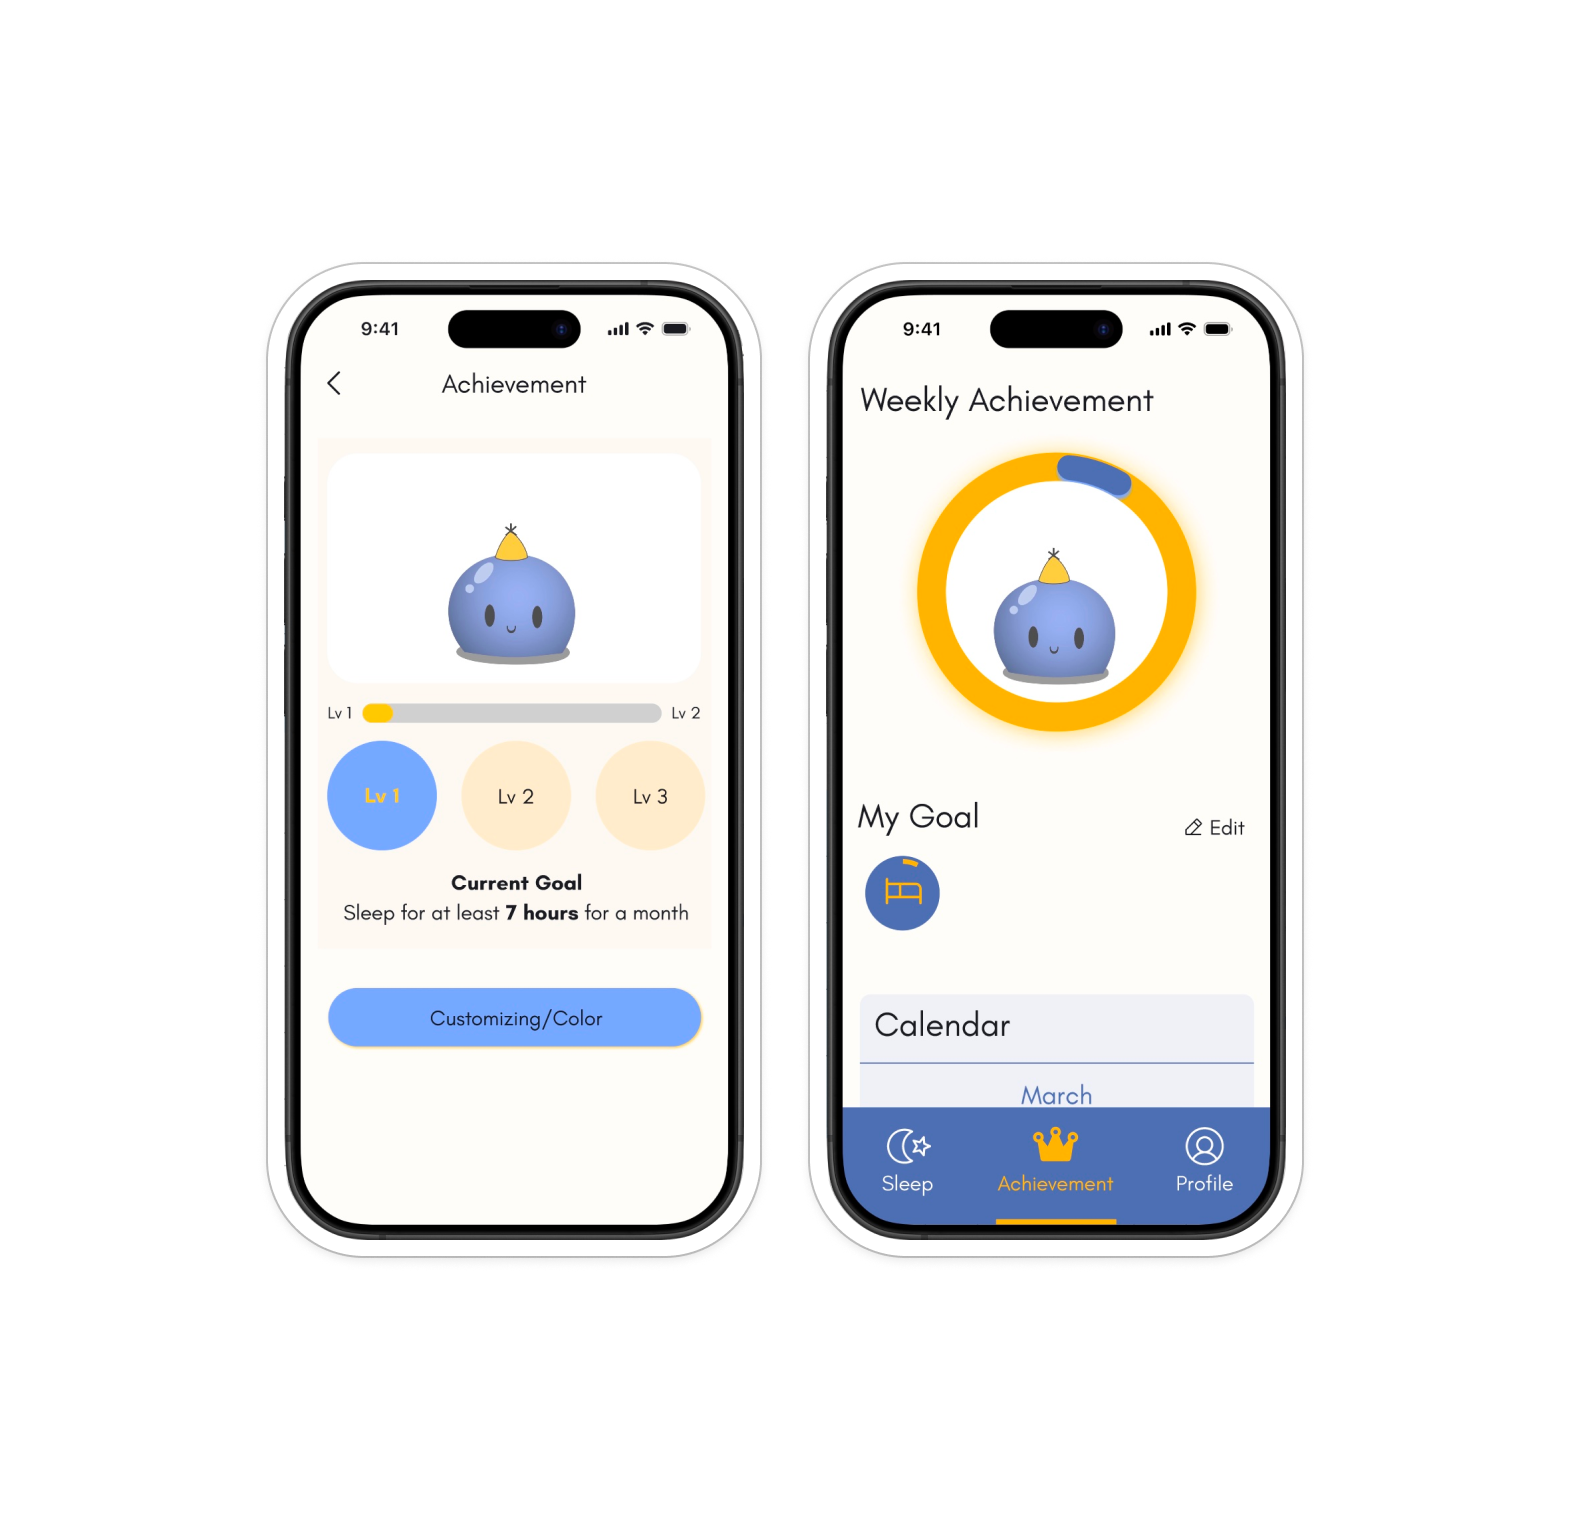 9:41
Achievement
Lv 1
Lv 2
Lv 1
Lv 2
Lv 3
Current Goal
Sleep for at least 7 hours for a month
Customizing/Color
9:41
Weekly Achievement
My Goal
Edit
Calendar
March
Sleep
Achievement
Profile